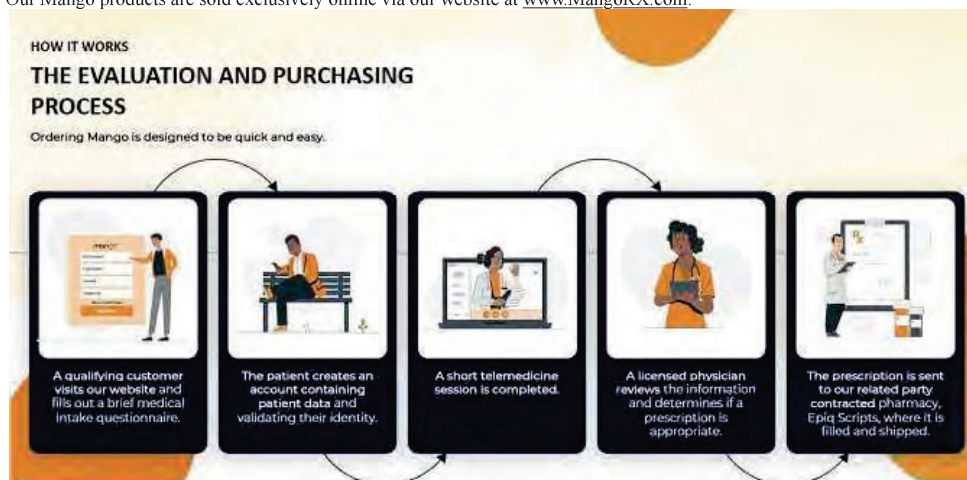 Our Mango products are sold exclusively online via our website at www.MangoRX.com.
HOW IT WORKS
THE EVALUATION AND PURCHASING
PROCESS
Ordering Mango is designed to be quick and easy.
A qualifying customer
visits our website and
fills out a brief medical
intake questionnaire.
The patient creates an
account containing
patient data and
validating their identity.
A short telemedicine
session is completed.
A licensed physician
reviews the information
and determines if a
prescription is
appropriate.
The prescription is sent
to our related party
contracted pharmacy,
Epiq Scripts, where it is
filled and shipped.